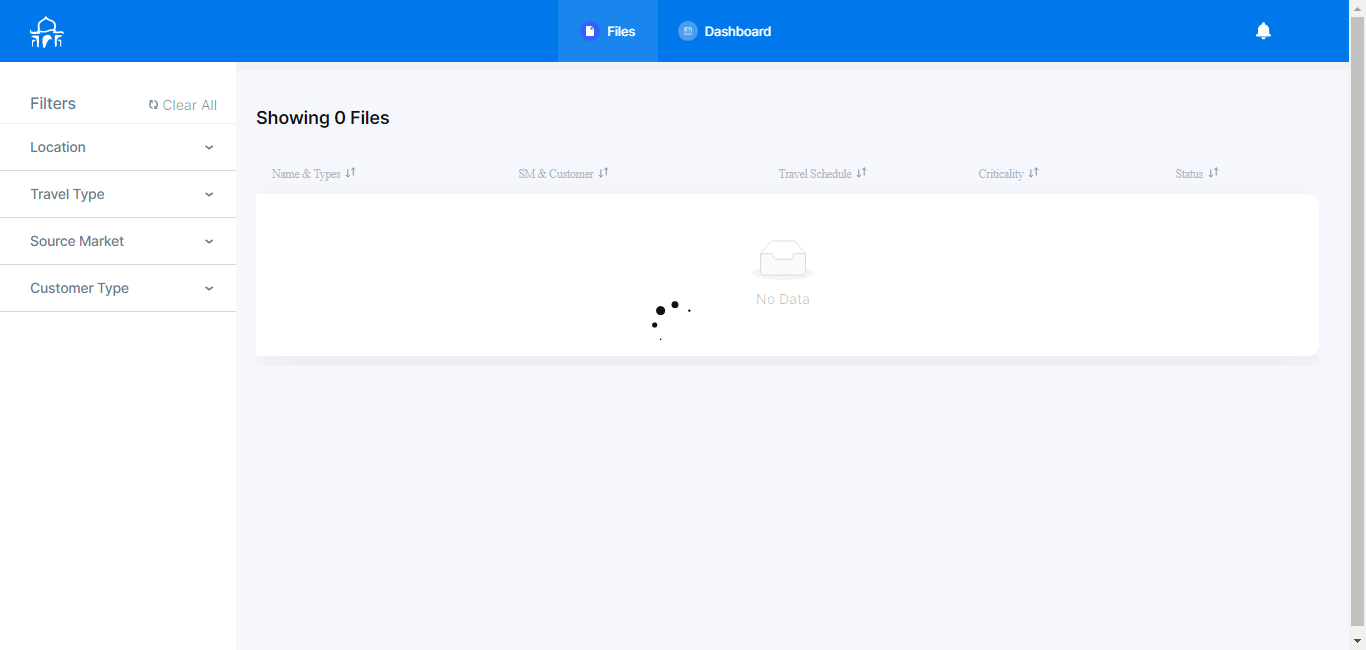 Files
Dashboard
Filters
Clear All
Location
Travel Type
Source Market
Customer Type
Showing 0 Files
Name & Types
SM & Customer
Travel Schedule
Criticality
Status
No Data